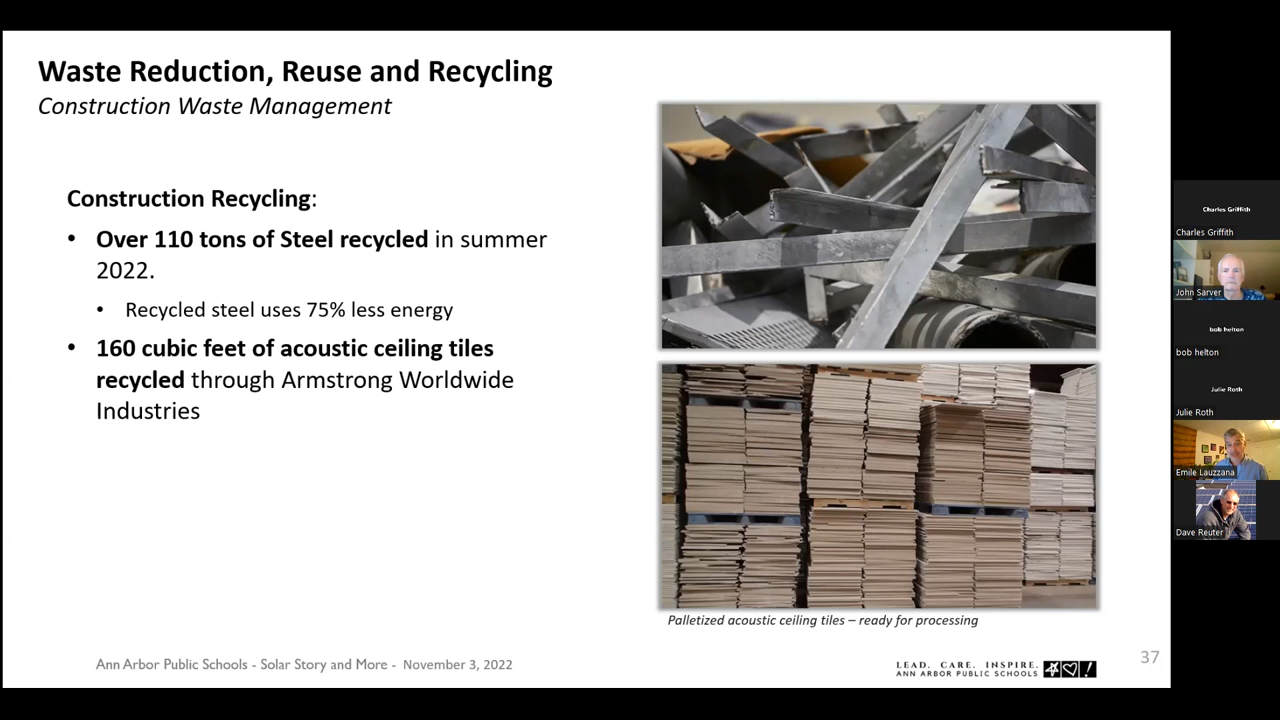 Waste Reduction, Reuse and Recycling
Construction Waste Management
Construction Recycling:
• Over 110 tons of Steel recycled in summer
2022.
• Recycled steel uses 75% less energy
• 160 cubic feet of acoustic ceiling tiles
recycled through Armstrong Worldwide
Industries
Palletized acoustic ceiling tiles – ready for processing
Ann Arbor Public Schools - Solar Story and More - November 3, 2022
LEAD. CARE. INSPIRE.
ANN ARBOR PUBLIC SCHOOLS
37
Charles Griffith
Charles Griffith
John Sarver
bob helton
bob helton
Julie Roth
Julie Roth
Emile Lauzzana
Dave Reuter